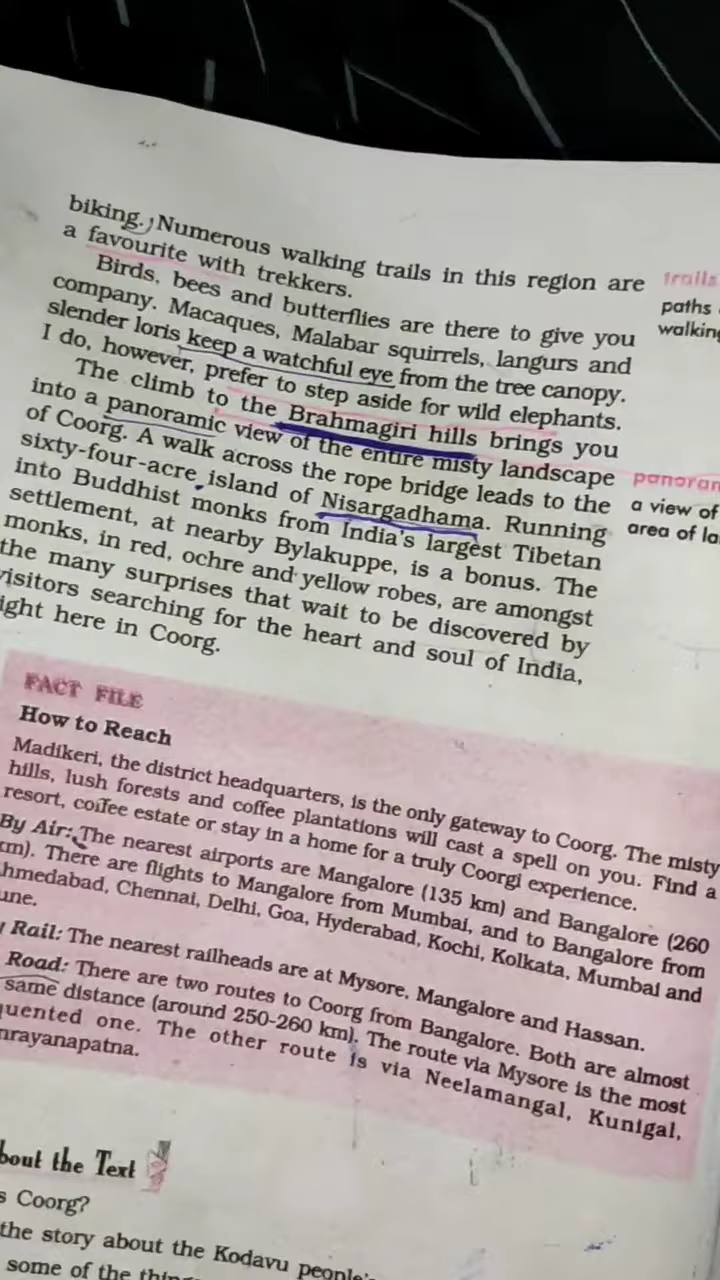 biking. Numerous walking trails in this region are
a favourite with trekkers.
Birds, bees and butterflies are there to give you
company. Macaques, Malabar squirrels, langurs and
slender loris keep a watchful eye from the tree canopy.
I do, however, prefer to step aside for wild elephants.
The climb to the Brahmagiri hills brings you
into a panoramic view of the entire misty landscape
of Coorg. A walk across the rope bridge leads to the
sixty-four-acre island of Nisargadhama. Running
into Buddhist monks from India's largest Tibetan
settlement, at nearby Bylakuppe, is a bonus. The
monks, in red, ochre and yellow robes, are amongst
the many surprises that wait to be discovered by
visitors searching for the heart and soul of India,
ight here in Coorg.
trails
paths
walking
panoram
a view of
area of la
FACT FILE
How to Reach
Madikeri, the district headquarters, is the only gateway to Coorg. The misty
hills, lush forests and coffee plantations will cast a spell on you. Find a
resort, coffee estate or stay in a home for a truly Coorgi experience.
By Air: The nearest airports are Mangalore (135 km) and Bangalore (260
km). There are flights to Mangalore from Mumbai, and to Bangalore from
hmedabad, Chennai, Delhi, Goa, Hyderabad, Kochi, Kolkata, Mumbai and
une.
Rail: The nearest railheads are at Mysore, Mangalore and Hassan.
Road: There are two routes to Coorg from Bangalore. Both are almost
same distance (around 250-260 km). The route via Mysore is the most
quented one. The other route is via Neelamangal, Kunigal,
nrayanapatna.
bout the Text
s Coorg?
the story about the Kodavu people's
some of the